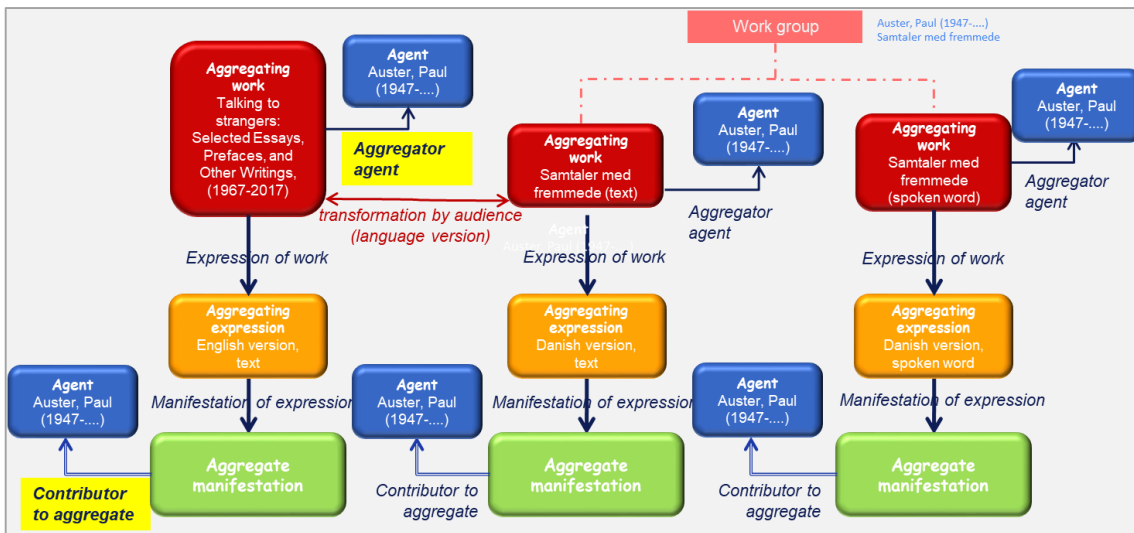 Work group
Auster, Paul (1947-....)
Samtaler med fremmede
Aggregating
work
Talking to
strangers:
Selected Essays,
Prefaces, and
Other Writings,
(1967-2017)
Agent
Auster, Paul
(1947-....)
Aggregator
agent
Aggregating
work
Samtaler med
fremmede (text)
Agent
Auster, Paul
(1947-....)
Aggregator
agent
Aggregating
work
Samtaler med
fremmede
(spoken word)
Agent
Auster, Paul
(1947-....)
Aggregator
agent
transformation by audience
(language version)
Agent
Auster, Paul (1947-....)
Expression of work
Expression of work
Expression of work
Aggregating
expression
English version,
text
Aggregating
expression
Danish version,
text
Aggregating
expression
Danish version,
spoken word
Agent
Auster, Paul
(1947-....)
Manifestation of expression
Agent
Auster, Paul
(1947-....)
Manifestation of expression
Agent
Auster, Paul
(1947-....)
Manifestation of expression
Aggregate
manifestation
Aggregate
manifestation
Aggregate
manifestation
Contributor
to aggregate
Contributor to
aggregate
Contributor to
aggregate